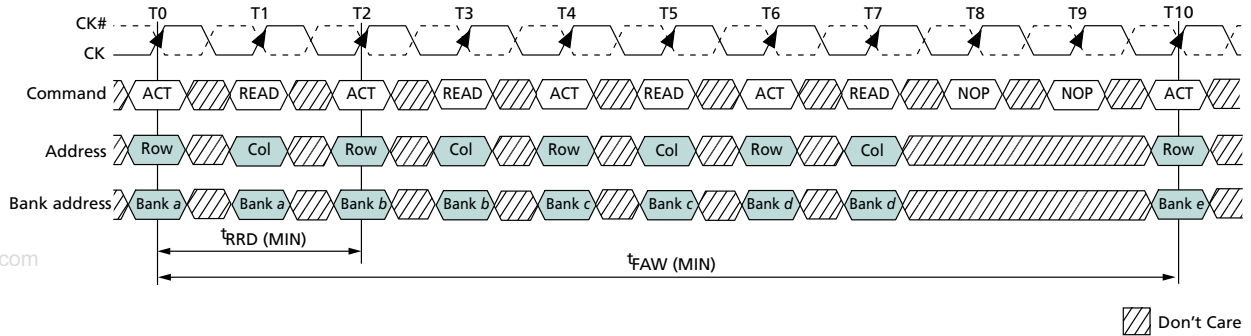 T0 T1 T2 T3 T4 T5 T6 T7 T8 T9 T10
CK#
CK
Command ACT READ ACT READ ACT READ ACT READ NOP NOP ACT
Address Row Col Row Col Row Col Row Col Row
Bank address Bank a Bank a Bank b Bank b Bank c Bank c Bank d Bank d Bank e
tRRD (MIN)
com
tFAW (MIN)
Don't Care